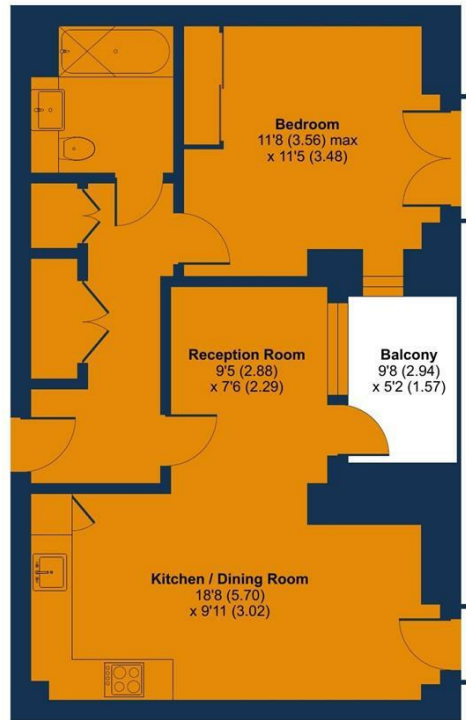 Bedroom
11'8 (3.56) max
x 11'5 (3.48)
Reception Room
9'5 (2.88)
x 7'6 (2.29)
Balcony
9'8 (2.94)
x 5'2 (1.57)
Kitchen / Dining Room
18'8 (5.70)
x 9'11 (3.02)